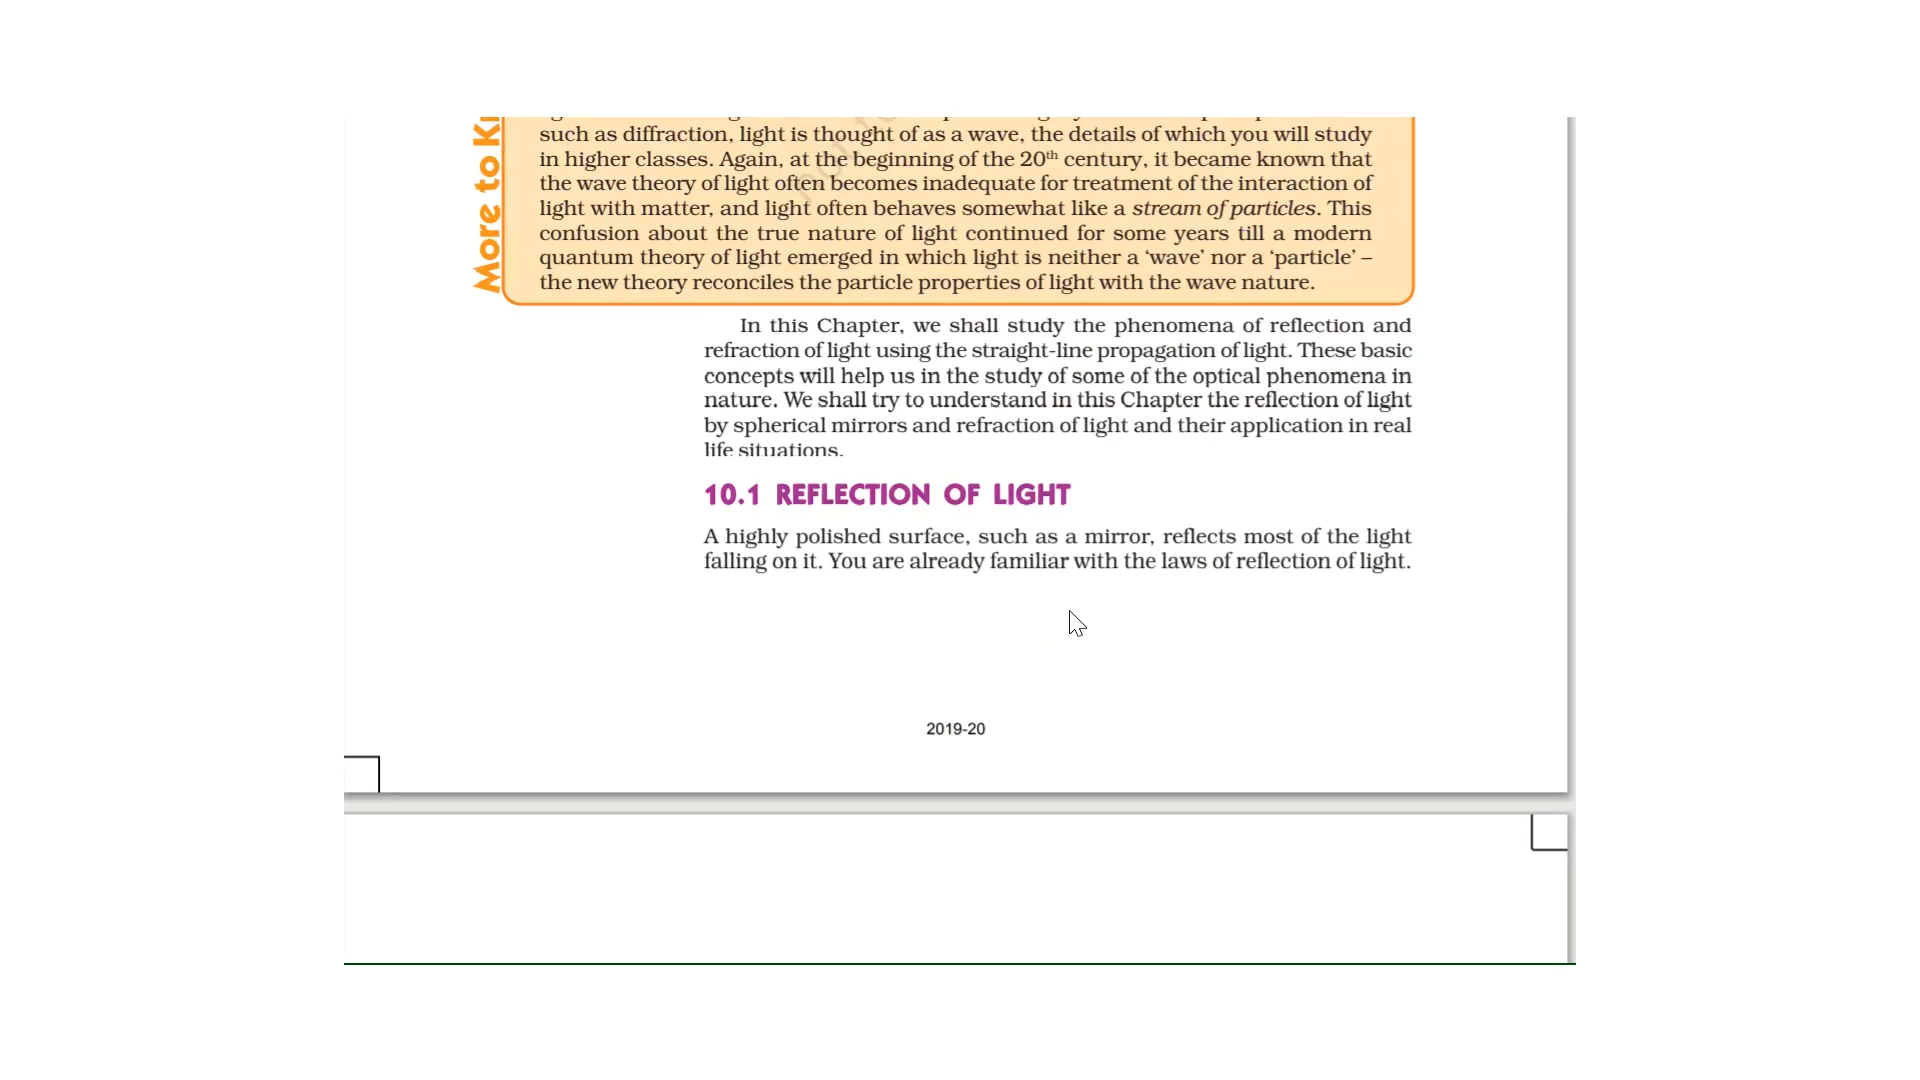 More to K
such as diffraction, light is thought of as a wave, the details of which you will study
in higher classes. Again, at the beginning of the 20th century, it became known that
the wave theory of light often becomes inadequate for treatment of the interaction of
light with matter, and light often behaves somewhat like a stream of particles. This
confusion about the true nature of light continued for some years till a modern
quantum theory of light emerged in which light is neither a ‘wave’ nor a ‘particle’ –
the new theory reconciles the particle properties of light with the wave nature.
In this Chapter, we shall study the phenomena of reflection and
refraction of light using the straight-line propagation of light. These basic
concepts will help us in the study of some of the optical phenomena in
nature. We shall try to understand in this Chapter the reflection of light
by spherical mirrors and refraction of light and their application in real
life situations.
10.1 REFLECTION OF LIGHT
A highly polished surface, such as a mirror, reflects most of the light
falling on it. You are already familiar with the laws of reflection of light.
2019-20